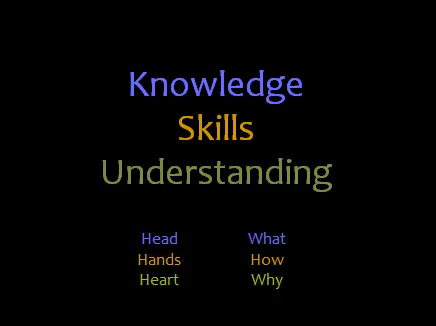 Knowledge
Skills
Understanding
Head What
Hands How
Heart Why